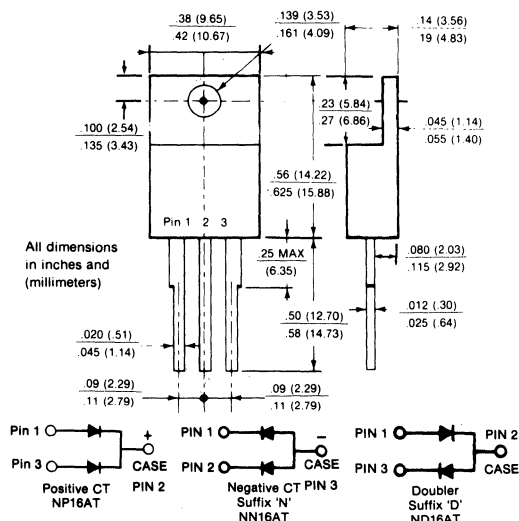 .38 (9.65)
.42 (10.67)
.139 (3.53)
.161 (4.09)
.14 (3.56)
19 (4.83)
.100 (2.54)
.135 (3.43)
.23 (5.84)
.27 (6.86)
.045 (1.14)
.055 (1.40)
.56 (14.22)
.625 (15.88)
Pin 1 2 3
All dimensions
in inches and
(millimeters)
.25 MAX
(6.35)
.080 (2.03)
.115 (2.92)
.50 (12.70)
.58 (14.73)
.012 (.30)
.025 (.64)
.020 (.51)
.045 (1.14)
.09 (2.29)
.11 (2.79)
.09 (2.29)
.11 (2.79)
Pin 1
+
Pin 3
CASE
PIN 2
Positive CT
NP16AT
PIN 1
–
PIN 2
CASE
PIN 3
Negative CT
Suffix 'N'
NN16AT
PIN 1
PIN 2
PIN 3
CASE
Doubler
Suffix 'D'
ND16AT